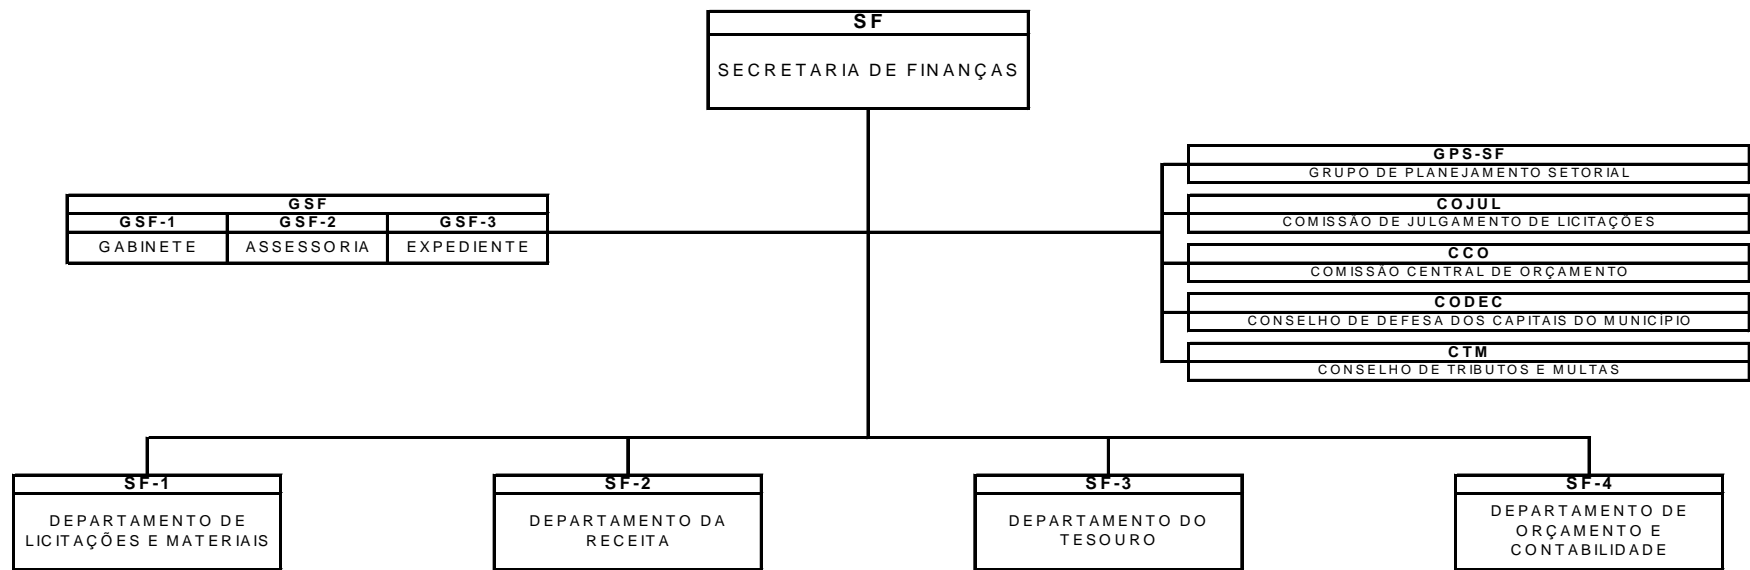 SF
SECRETARIA DE FINANÇAS
GPS-SF
GRUPO DE PLANEJAMENTO SETORIAL
GSF
GSF-1 GSF-2 GSF-3
GABINETE ASSESSORIA EXPEDIENTE
COJUL
COMISSÃO DE JULGAMENTO DE LICITAÇÕES
CCO
COMISSÃO CENTRAL DE ORÇAMENTO
CODEC
CONSELHO DE DEFESA DOS CAPITAIS DO MUNICÍPIO
CTM
CONSELHO DE TRIBUTOS E MULTAS
SF-1
DEPARTAMENTO DE
LICITAÇÕES E MATERIAIS
SF-2
DEPARTAMENTO DA
RECEITA
SF-3
DEPARTAMENTO DO
TESOURO
SF-4
DEPARTAMENTO DE
ORÇAMENTO E
CONTABILIDADE